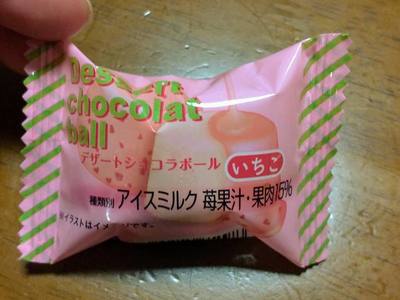 Dessert
chocolat
ball
デザートショコラボール
いちご
種類別 アイスミルク 苺果汁・果肉15%
※イラストはイメージです。